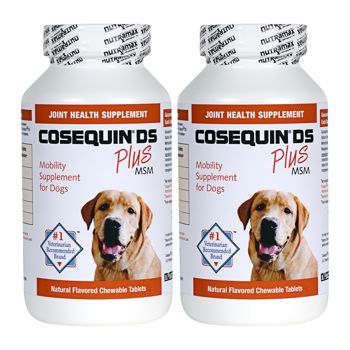 nutramax
JOINT HEALTH SUPPLEMENT
COSEQUIN® DS
Plus
MSM
Mobility
Supplement
for Dogs
#1
Veterinarian
Recommended
Brand
Natural Flavored Chewable Tablets
nutramax
JOINT HEALTH SUPPLEMENT
COSEQUIN® DS
Plus
MSM
Mobility
Supplement
for Dogs
#1
Veterinarian
Recommended
Brand
Natural Flavored Chewable Tablets